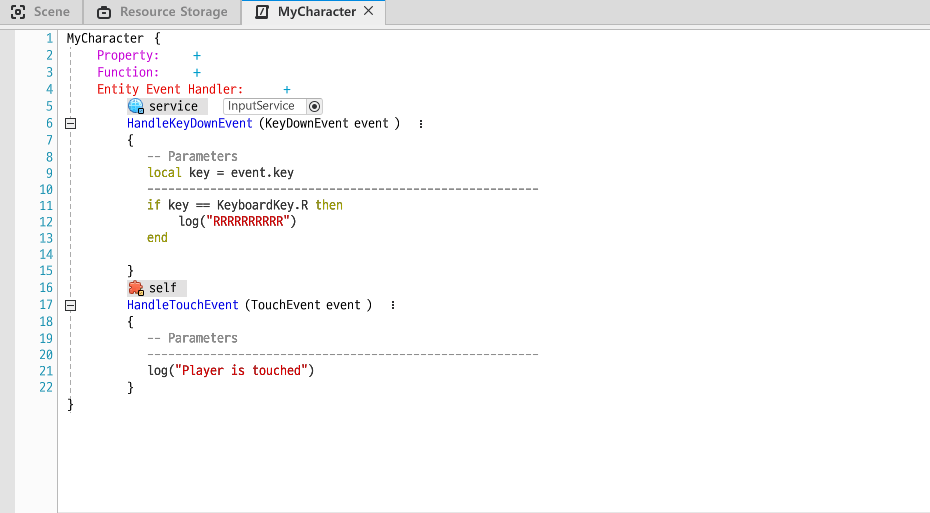 Scene Resource Storage MyCharacter
1 MyCharacter {
2 Property: +
3 Function: +
4 Entity Event Handler: +
5 service InputService
6 HandleKeyDownEvent (KeyDownEvent event )
7 {
8 -- Parameters
9 local key = event.key
10 --------------------------------------------------------
11 if key == KeyboardKey.R then
12 log("RRRRRRRRRR")
13 end
14
15 }
16 self
17 HandleTouchEvent (TouchEvent event )
18 {
19 -- Parameters
20 --------------------------------------------------------
21 log("Player is touched")
22 }
}